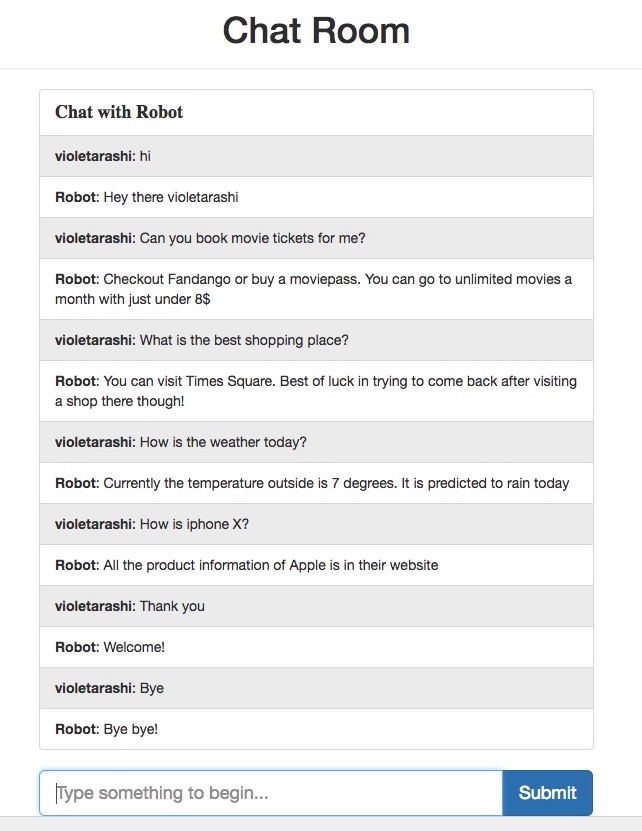 Chat Room
Chat with Robot
violetarashi: hi
Robot: Hey there violetarashi
violetarashi: Can you book movie tickets for me?
Robot: Checkout Fandango or buy a moviepass. You can go to unlimited movies a
month with just under 8$
violetarashi: What is the best shopping place?
Robot: You can visit Times Square. Best of luck in trying to come back after visiting
a shop there though!
violetarashi: How is the weather today?
Robot: Currently the temperature outside is 7 degrees. It is predicted to rain today
violetarashi: How is iphone X?
Robot: All the product information of Apple is in their website
violetarashi: Thank you
Robot: Welcome!
violetarashi: Bye
Robot: Bye bye!
Type something to begin...
Submit